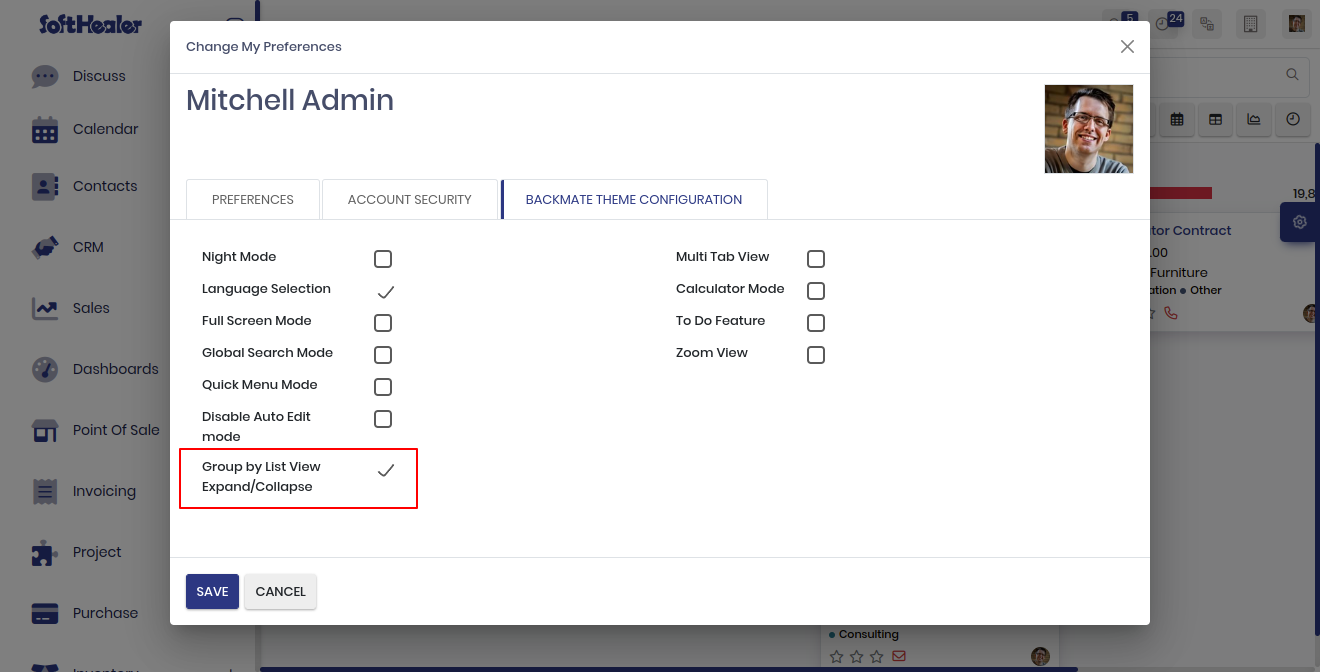 SoftHealer
5
24
Change My Preferences
Discuss
Calendar
Contacts
CRM
Sales
Dashboards
Point Of Sale
Invoicing
Project
Purchase
Mitchell Admin
PREFERENCES
ACCOUNT SECURITY
BACKMATE THEME CONFIGURATION
Night Mode
Language Selection
Full Screen Mode
Global Search Mode
Quick Menu Mode
Disable Auto Edit
mode
Group by List View
Expand/Collapse
Multi Tab View
Calculator Mode
To Do Feature
Zoom View
SAVE
CANCEL
19,8
tor Contract
.00
Furniture
ation
Other
Consulting